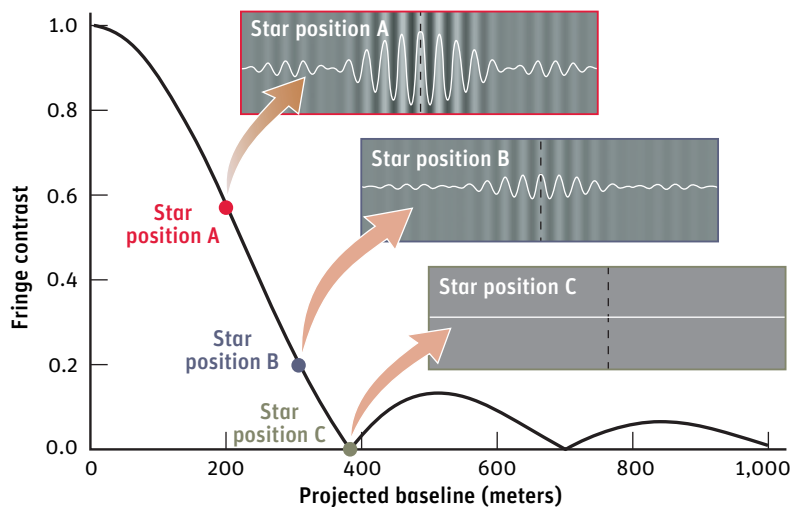 1.0
0.8
0.6
0.4
0.2
0.0
Fringe contrast
Star position A
Star
position A
Star position B
Star
position B
Star position C
Star
position C
0
200
400
600
800
1,000
Projected baseline (meters)